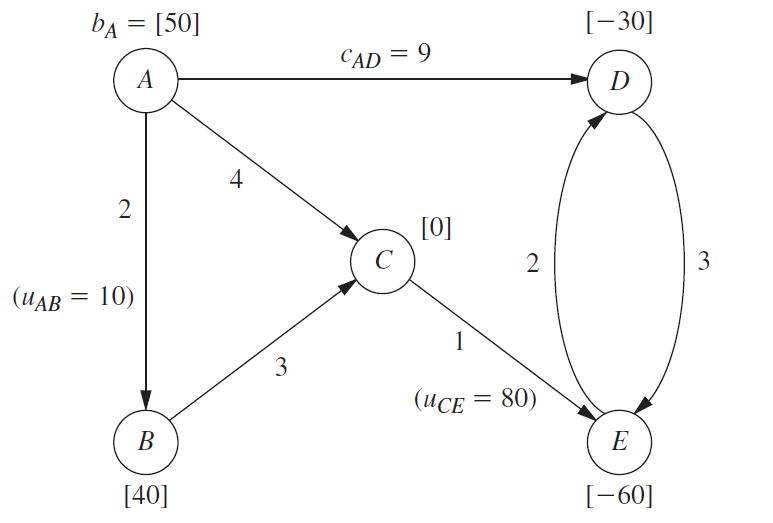 b_A = [50]
[−30]
c_AD = 9
A
D
4
2
[0]
C
2
3
(u_AB = 10)
1
3
(u_CE = 80)
B
E
[40]
[−60]